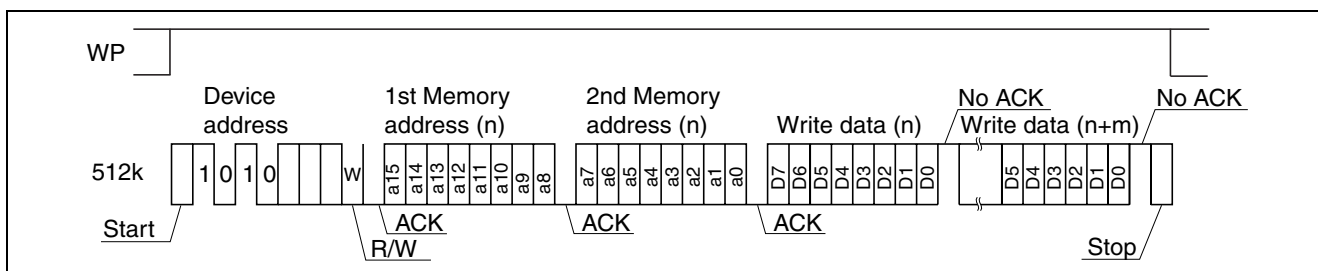 WP
Device address
1st Memory address (n)
2nd Memory address (n)
Write data (n)
No ACK
Write data (n+m)
No ACK
512k
1 0 1 0
W
a15 a14 a13 a12 a11 a10 a9 a8
a7 a6 a5 a4 a3 a2 a1 a0
D7 D6 D5 D4 D3 D2 D1 D0
D5 D4 D3 D2 D1 D0
Start
R/W
ACK
ACK
ACK
Stop